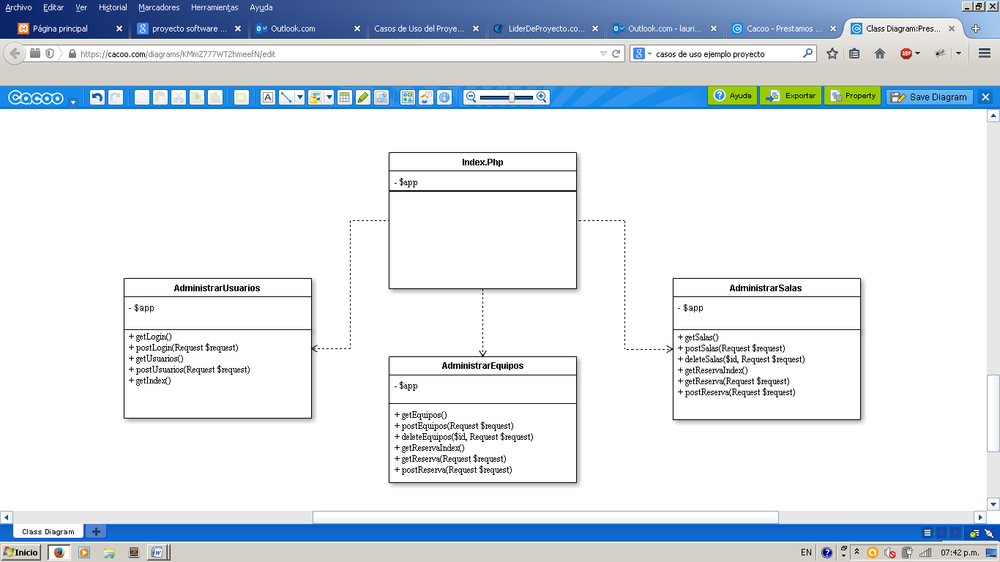 Archivo Editar Ver Historial Marcadores Herramientas Ayuda
Página principal
proyecto software ...
Outlook.com
Casos de Uso del Proye...
LiderDeProyecto.co...
Outlook.com - lauri...
Cacoo - Prestamos ...
Class Diagram:Pres...
https://cacoo.com/diagrams/KMmZ777WT2hmeefN/edit
casos de uso ejemplo proyecto
ABP
Cacoo
Ayuda
Exportar
Property
Save Diagram
Index.Php
- $app
AdministrarUsuarios
- $app
+ getLogin()
+ postLogin(Request $request)
+ getUsuarios()
+ postUsuarios(Request $request)
+ getIndex()
AdministrarEquipos
- $app
+ getEquipos()
+ postEquipos(Request $request)
+ deleteEquipos($id, Request $request)
+ getReservaIndex()
+ getReserva(Request $request)
+ postReserva(Request $request)
AdministrarSalas
- $app
+ getSalas()
+ postSalas(Request $request)
+ deleteSalas($id, Request $request)
+ getReservaIndex()
+ getReserva(Request $request)
+ postReserva(Request $request)
Class Diagram
Inicio
EN
07:42 p.m.